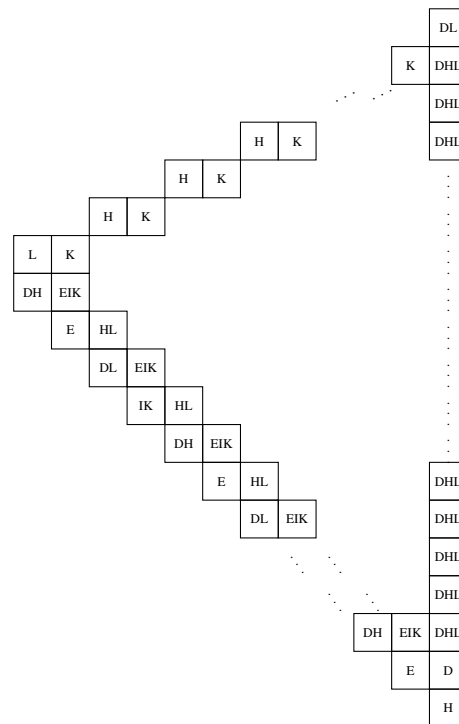 DL
K DHL
DHL
H K DHL
H K
H K
L K
DH EIK
E HL
DL EIK
IK HL
DH EIK
E HL DHL
DL EIK DHL
DHL
DHL
DH EIK DHL
E D
H